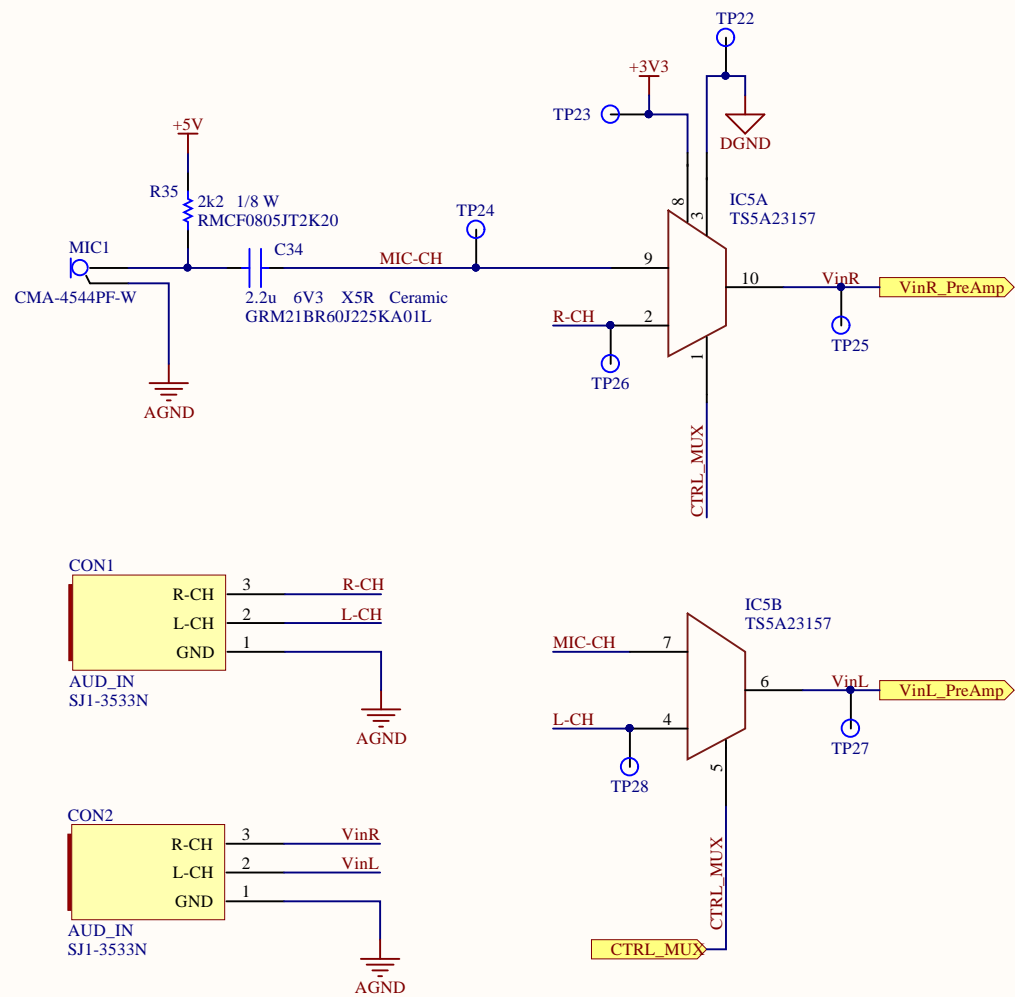 TP22
+3V3
TP23
DGND
+5V
R35
2k2 1/8 W
RMCF0805JT2K20
8
3
IC5A
TS5A23157
TP24
MIC1
C34
MIC-CH
9
10
VinR
VinR_PreAmp
CMA-4544PF-W
2.2u 6V3 X5R Ceramic
GRM21BR60J225KA01L
R-CH
2
TP25
1
TP26
AGND
CTRL_MUX
CON1
R-CH
3
R-CH
L-CH
2
L-CH
GND
1
AUD_IN
SJ1-3533N
AGND
IC5B
TS5A23157
MIC-CH
7
6
VinL
VinL_PreAmp
L-CH
4
TP27
5
TP28
CON2
R-CH
3
VinR
L-CH
2
VinL
GND
1
AUD_IN
SJ1-3533N
AGND
CTRL_MUX
CTRL_MUX